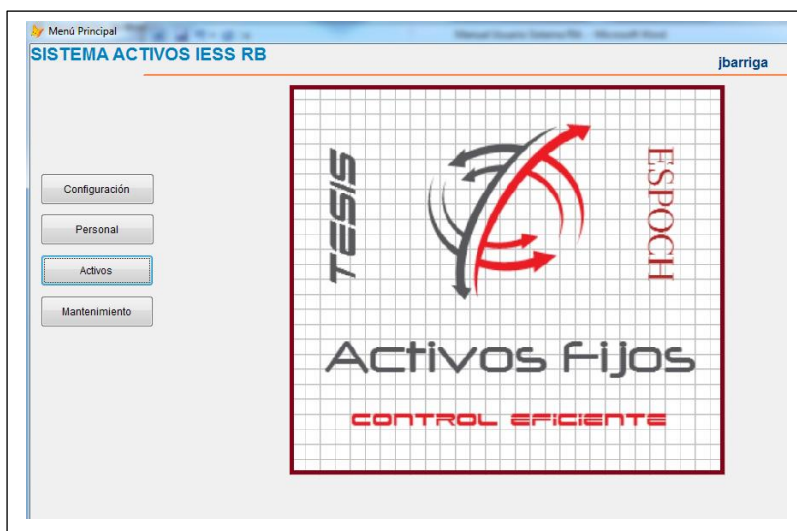 Menú Principal
SISTEMA ACTIVOS IESS RB
jbarriga
Configuración
Personal
Activos
Mantenimiento
TESIS
ESPOCH
Activos Fijos
CONTROL EFICIENTE